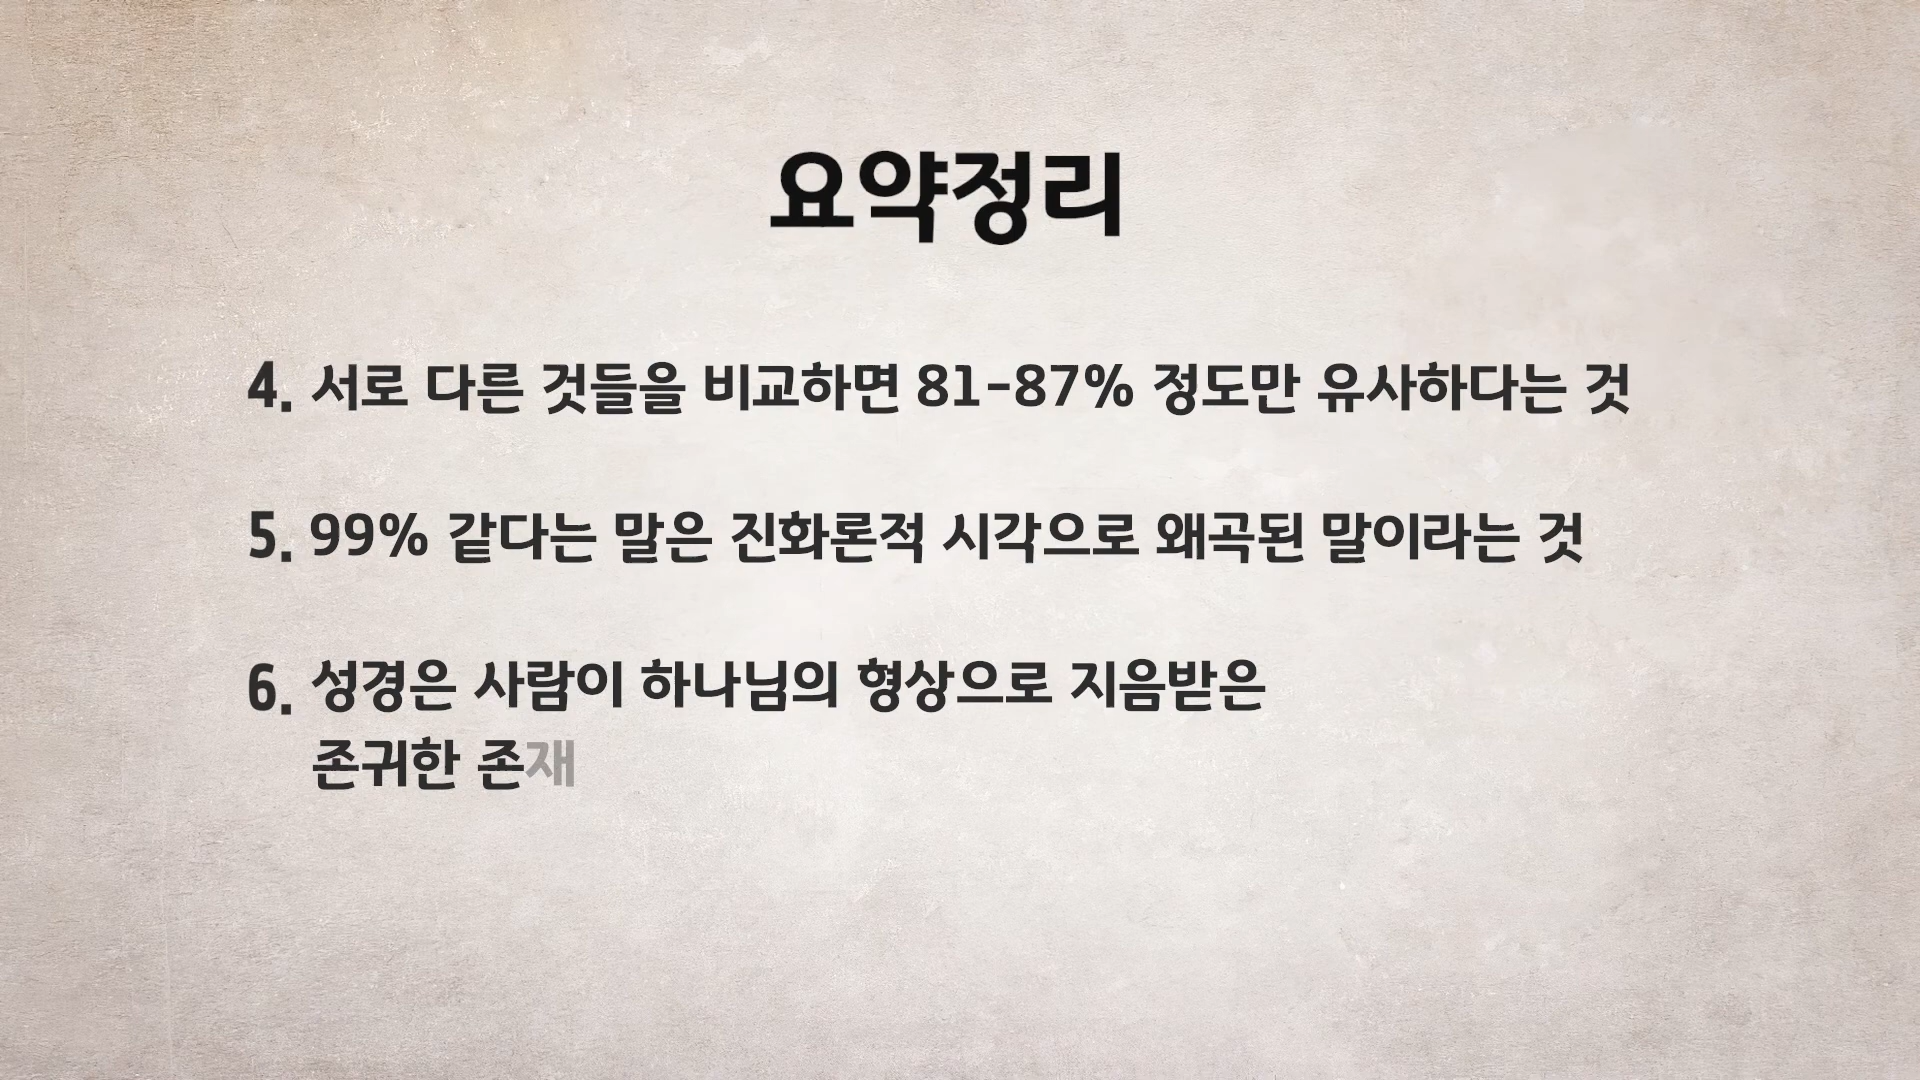 요약정리
4. 서로 다른 것들을 비교하면 81-87% 정도만 유사하다는 것
5. 99% 같다는 말은 진화론적 시각으로 왜곡된 말이라는 것
6. 성경은 사람이 하나님의 형상으로 지음받은
존귀한 존재